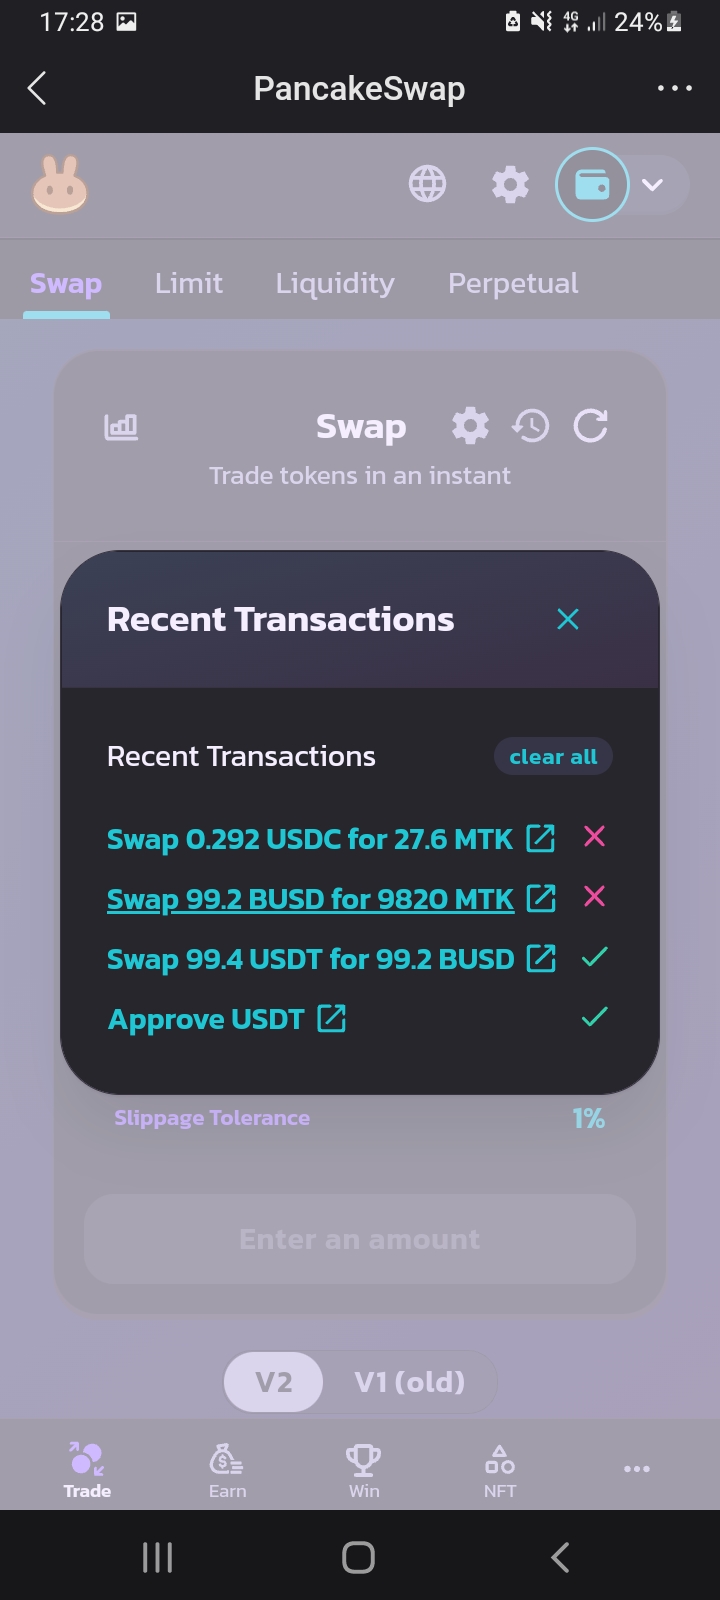 17:28 4G 24%
PancakeSwap
Swap Limit Liquidity Perpetual
Swap
Trade tokens in an instant
Recent Transactions
Recent Transactions clear all
Swap 0.292 USDC for 27.6 MTK
Swap 99.2 BUSD for 9820 MTK
Swap 99.4 USDT for 99.2 BUSD
Approve USDT
Slippage Tolerance 1%
Enter an amount
V2 V1 (old)
Trade Earn Win NFT